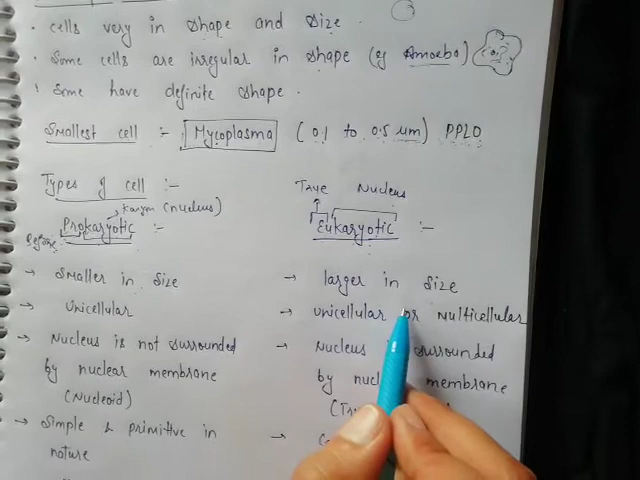 • cells very in shape and size.
• Some cells are irregular in shape (eg Amoeba)
• Some have definite shape.
Smallest cell :- Mycoplasma (0.1 to 0.5 um) PPLO
Types of cell :-
Karyon (nucleus)
Prokaryotic :-
Before
→ Smaller in size
→ Unicellular
→ Nucleus is not surrounded
by nuclear membrane
(Nucleoid)
→ Simple & primitive in
nature
True Nucleus
Eukaryotic :-
→ larger in size
→ Unicellular or Multicellular
→ Nucleus surrounded
by membrane